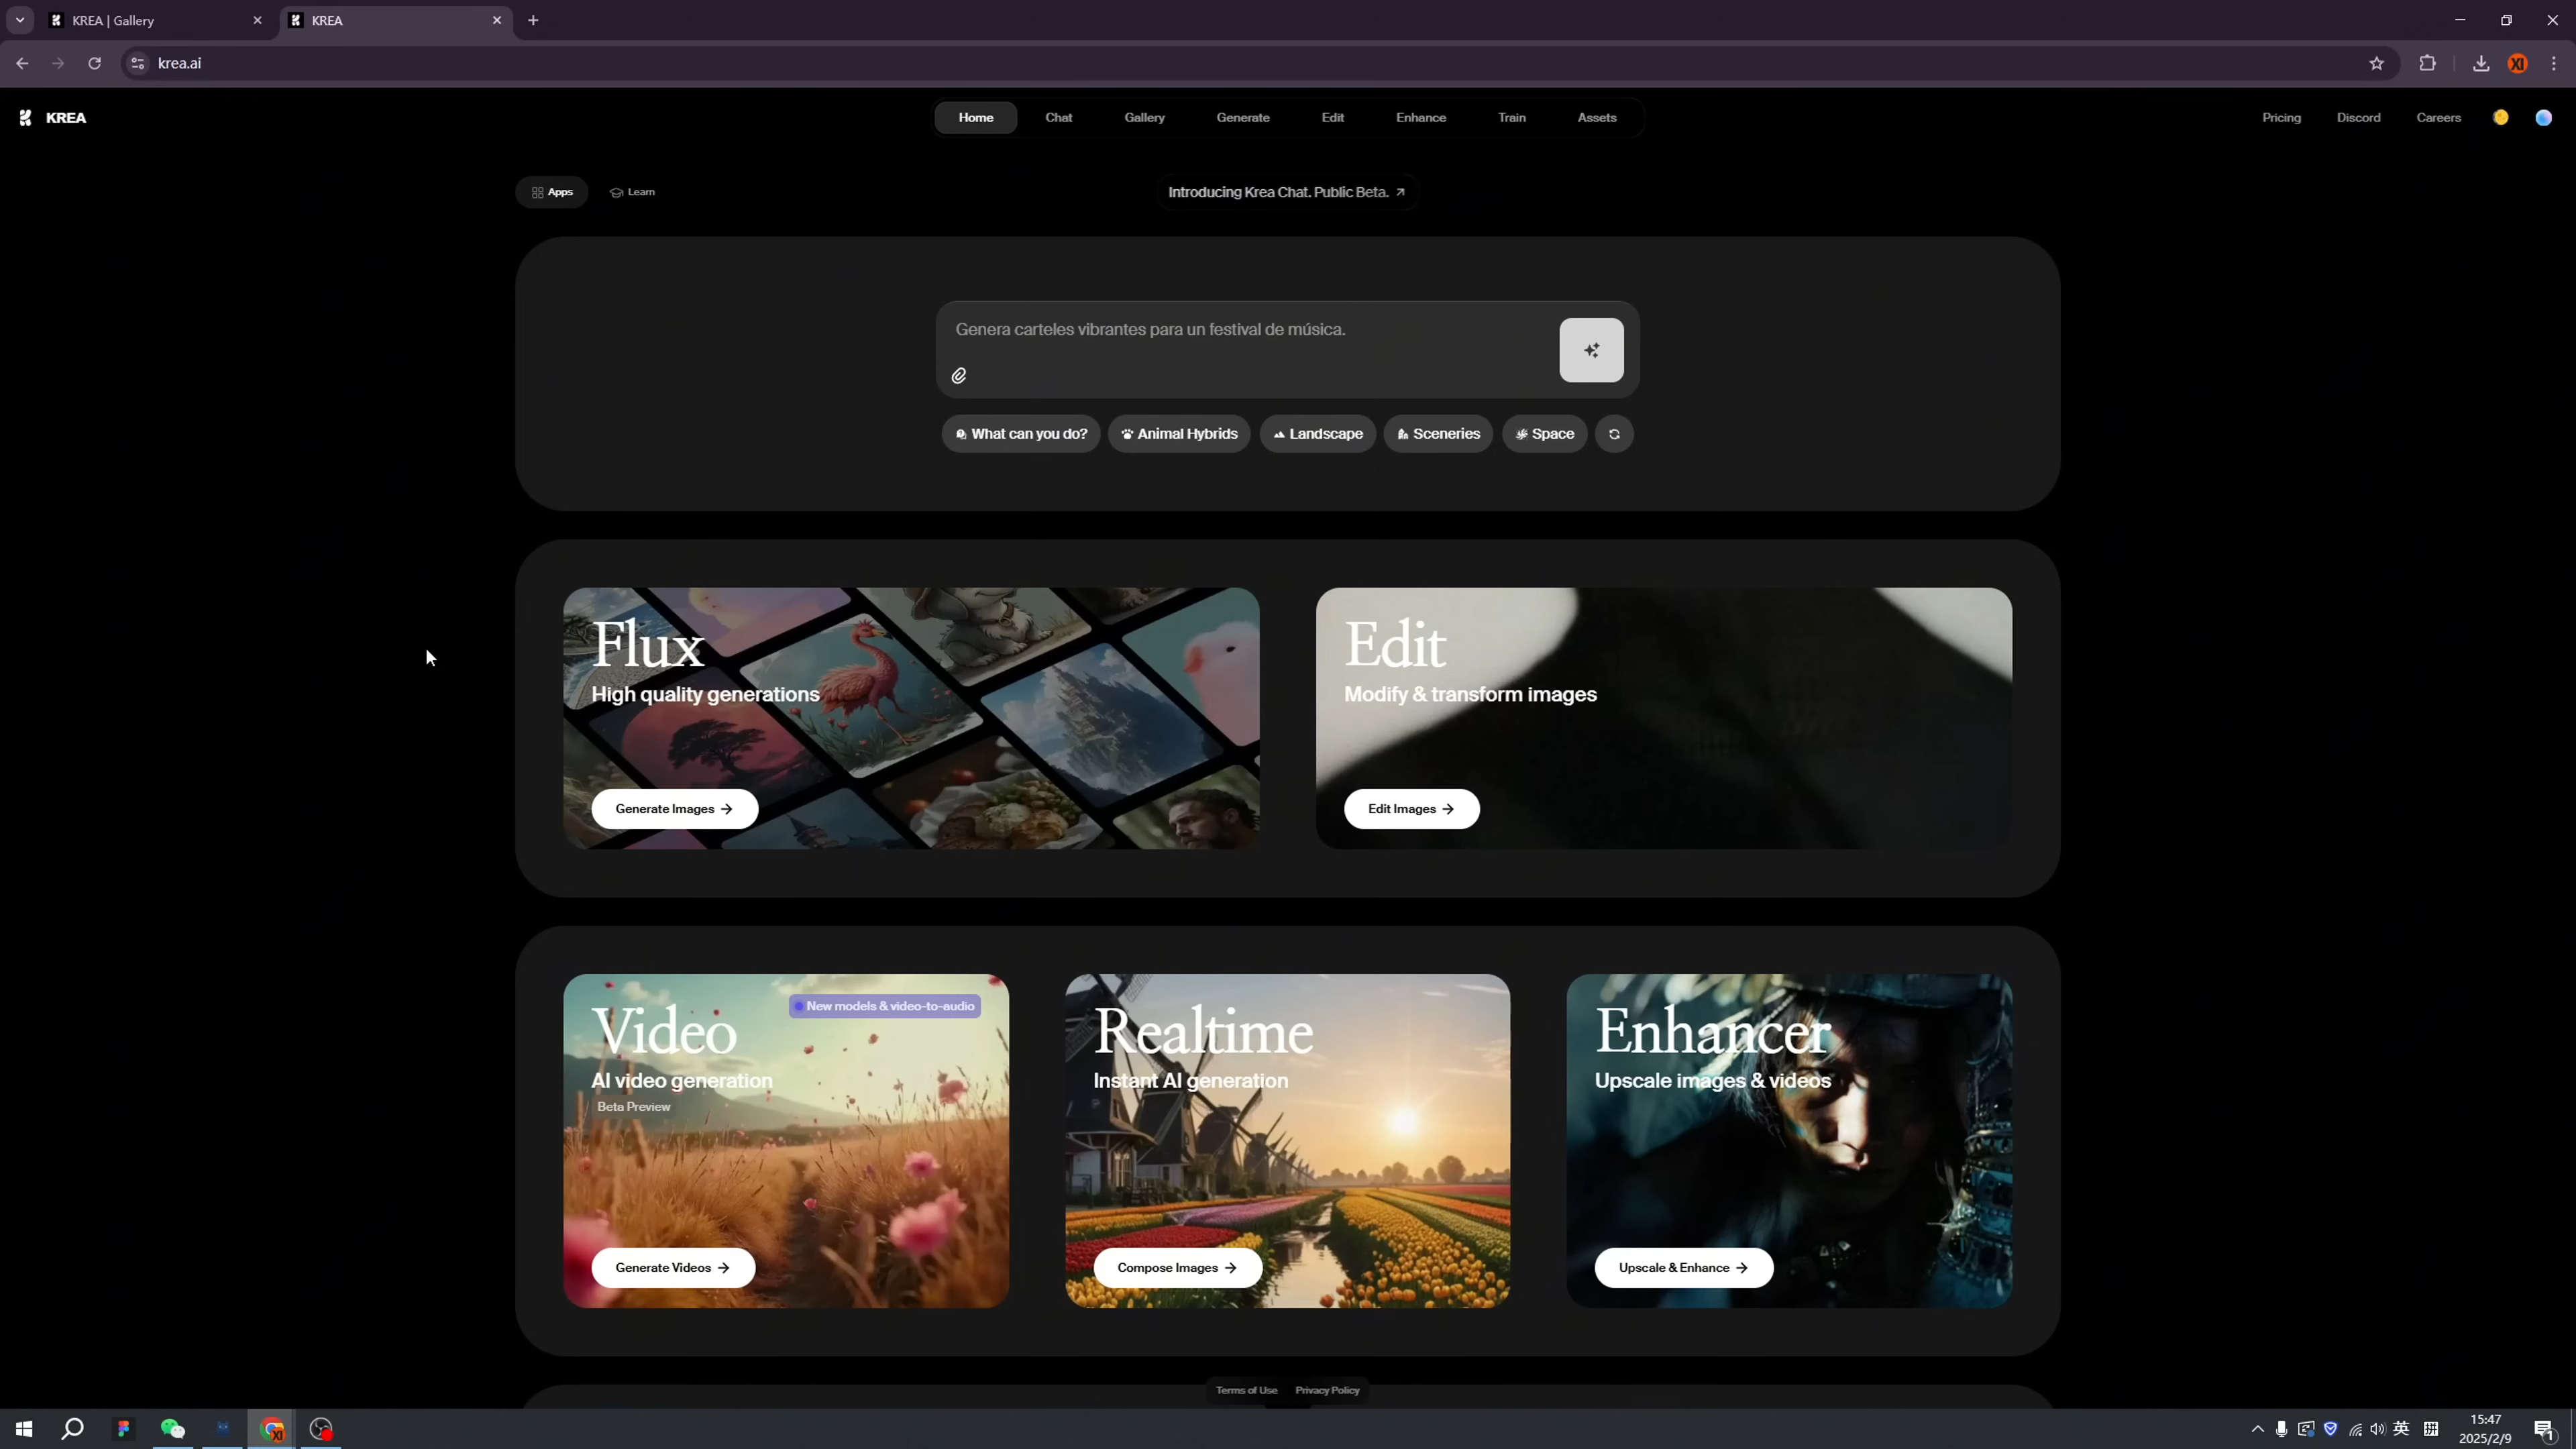 KREA | Gallery
KREA
krea.ai
KREA
Home
Chat
Gallery
Generate
Edit
Enhance
Train
Assets
Pricing
Discord
Careers
Apps
Learn
Introducing Krea Chat. Public Beta.
Genera carteles vibrantes para un festival de música.
What can you do?
Animal Hybrids
Landscape
Sceneries
Space
Flux
High quality generations
Generate Images
Edit
Modify & transform images
Edit Images
Video
New models & video-to-audio
AI video generation
Beta Preview
Generate Videos
Realtime
Instant AI generation
Compose Images
Enhancer
Upscale images & videos
Upscale & Enhance
Terms of Use
Privacy Policy
XI
英
拼
15:47
2025/2/9
1